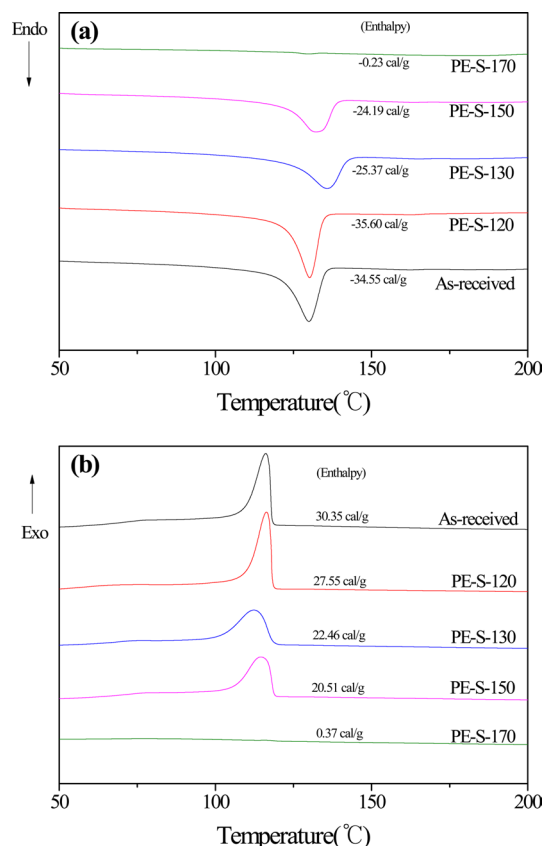 Endo
(a)
(Enthalpy)
-0.23 cal/g
PE-S-170
-24.19 cal/g
PE-S-150
-25.37 cal/g
PE-S-130
-35.60 cal/g
PE-S-120
-34.55 cal/g
As-received
50 100 150 200
Temperature(℃)
(b)
(Enthalpy)
Exo
30.35 cal/g
As-received
27.55 cal/g
PE-S-120
22.46 cal/g
PE-S-130
20.51 cal/g
PE-S-150
0.37 cal/g
PE-S-170
50 100 150 200
Temperature(℃)